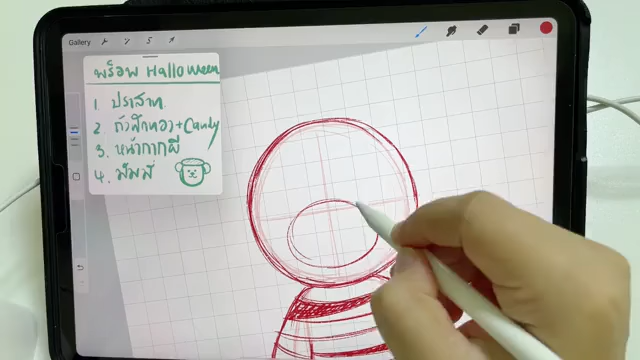 Gallery
พร็อพ Halloween
1. ปราสาท
2. ถังฟักทอง+Candy
3. หน้ากากผี
4. มัมมี่